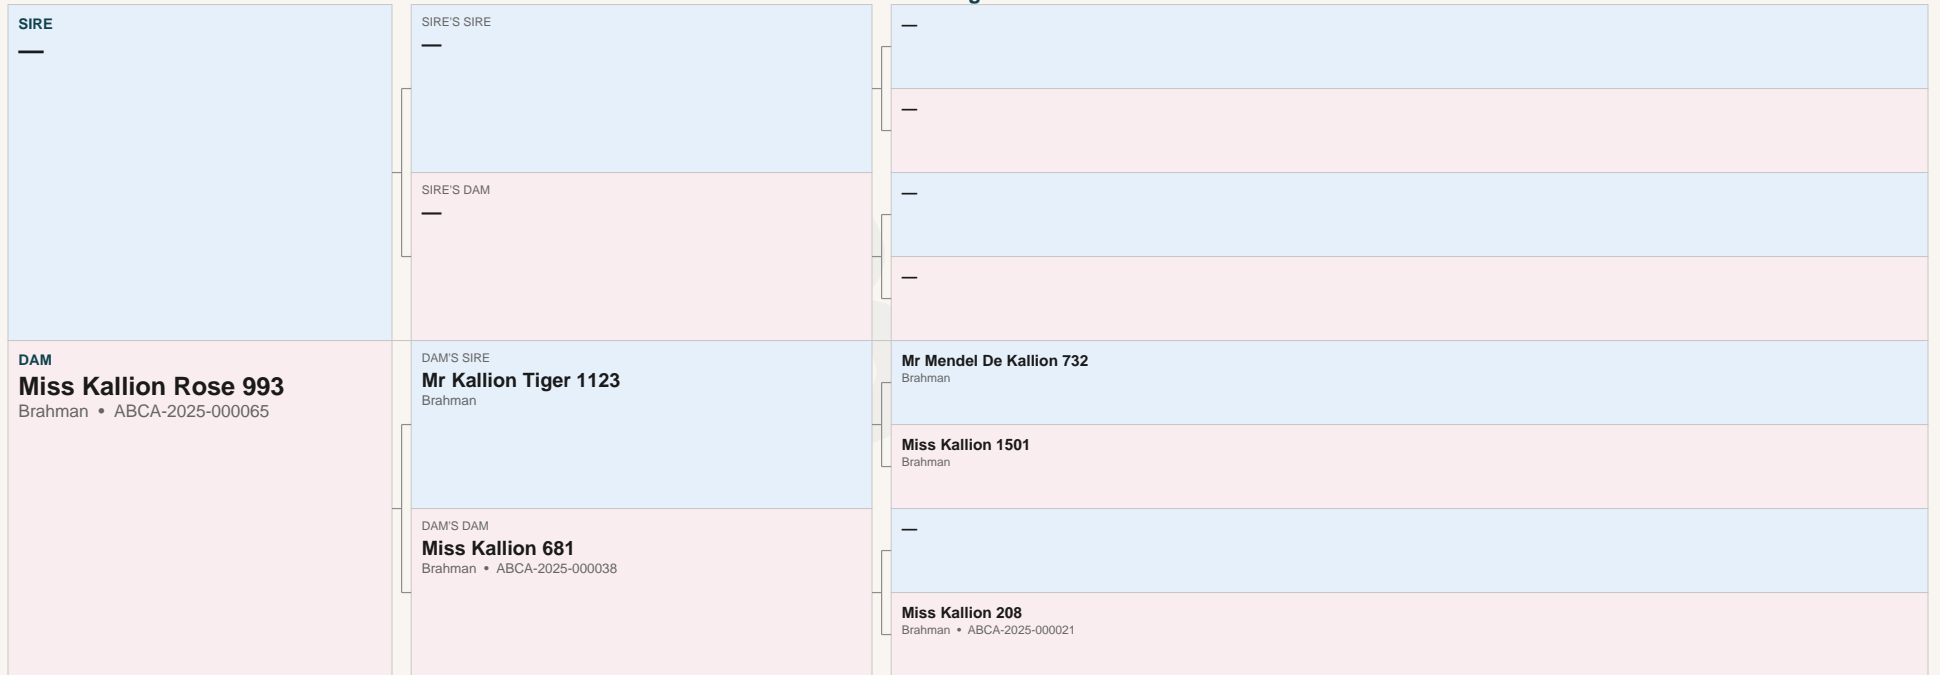 SIRE
—
SIRE'S SIRE
—
SIRE'S DAM
—
—
—
—
—
DAM
Miss Kallion Rose 993
Brahman • ABCA-2025-000065
DAM'S SIRE
Mr Kallion Tiger 1123
Brahman
DAM'S DAM
Miss Kallion 681
Brahman • ABCA-2025-000038
Mr Mendel De Kallion 732
Brahman
Miss Kallion 1501
Brahman
—
Miss Kallion 208
Brahman • ABCA-2025-000021